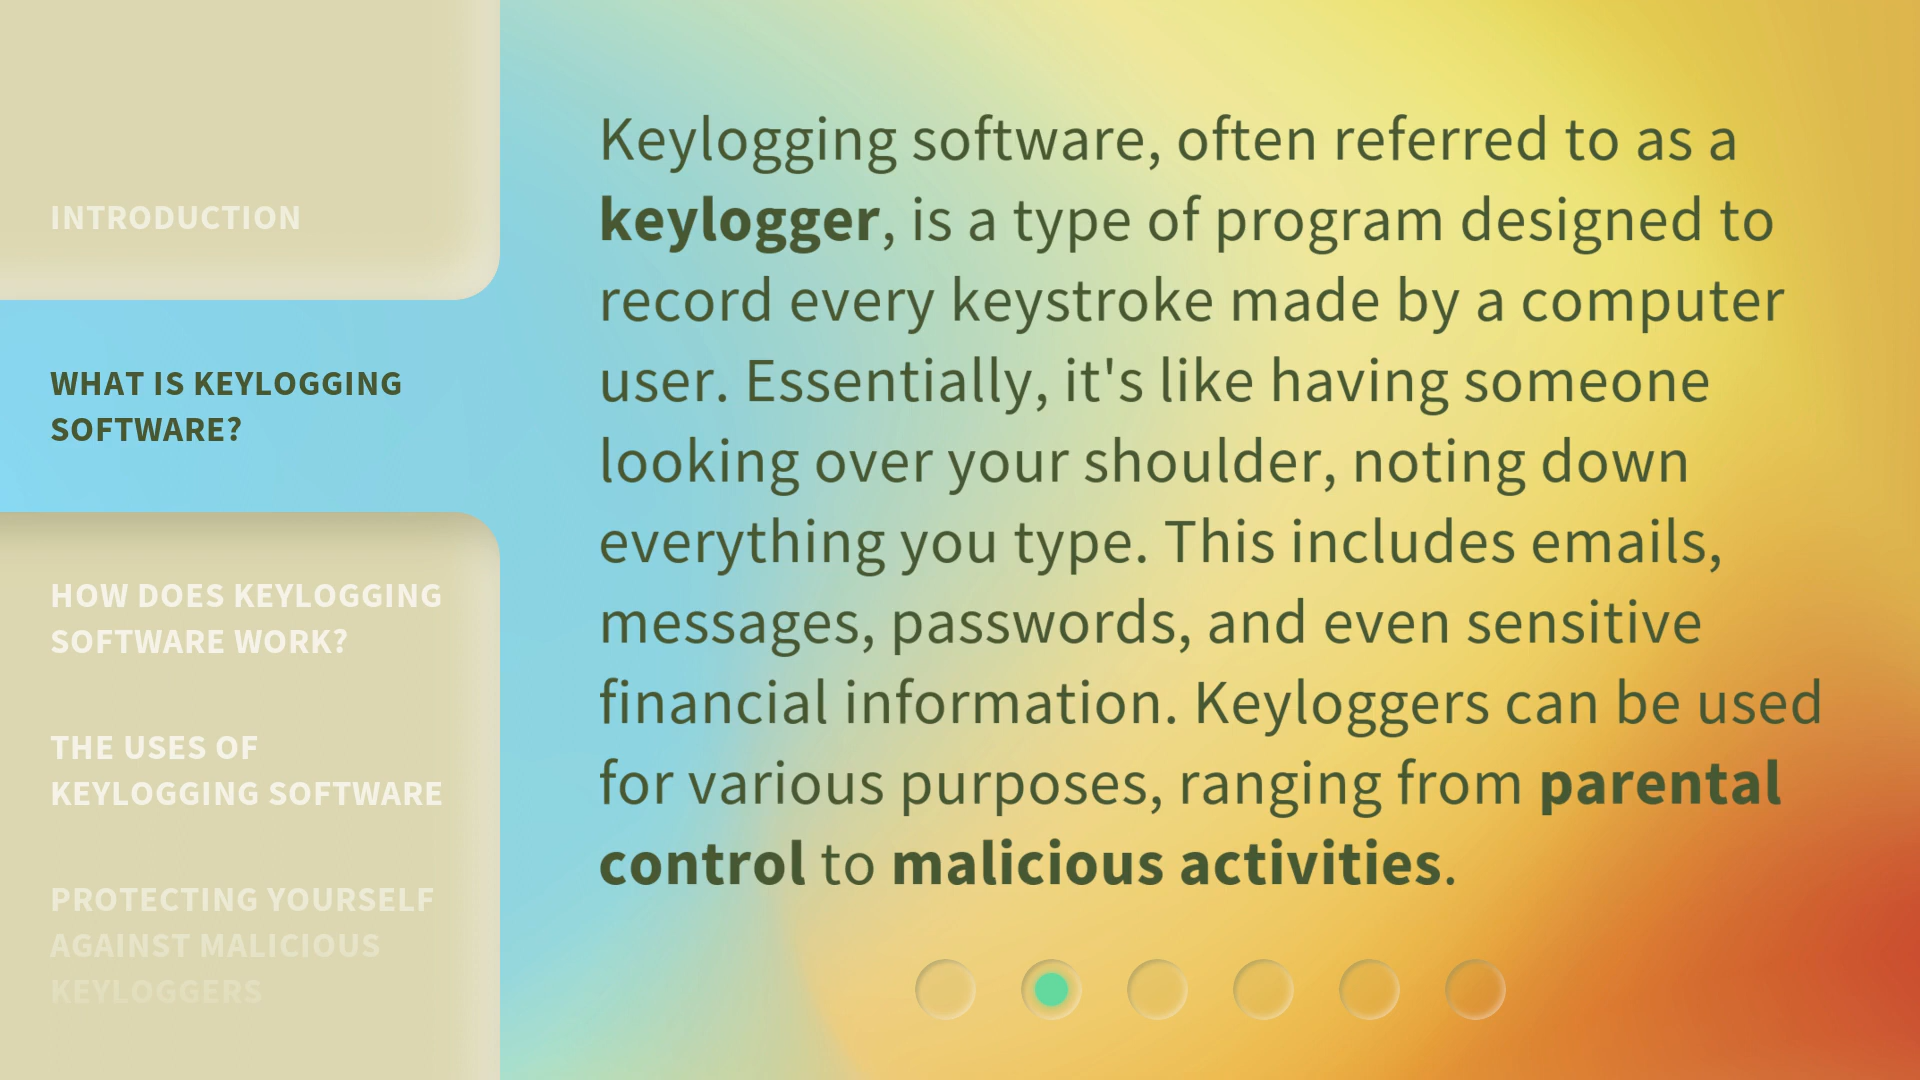 INTRODUCTION
WHAT IS KEYLOGGING
SOFTWARE?
HOW DOES KEYLOGGING
SOFTWARE WORK?
THE USES OF
KEYLOGGING SOFTWARE
PROTECTING YOURSELF
AGAINST MALICIOUS
KEYLOGGERS
Keylogging software, often referred to as a
keylogger, is a type of program designed to
record every keystroke made by a computer
user. Essentially, it's like having someone
looking over your shoulder, noting down
everything you type. This includes emails,
messages, passwords, and even sensitive
financial information. Keyloggers can be used
for various purposes, ranging from parental
control to malicious activities.